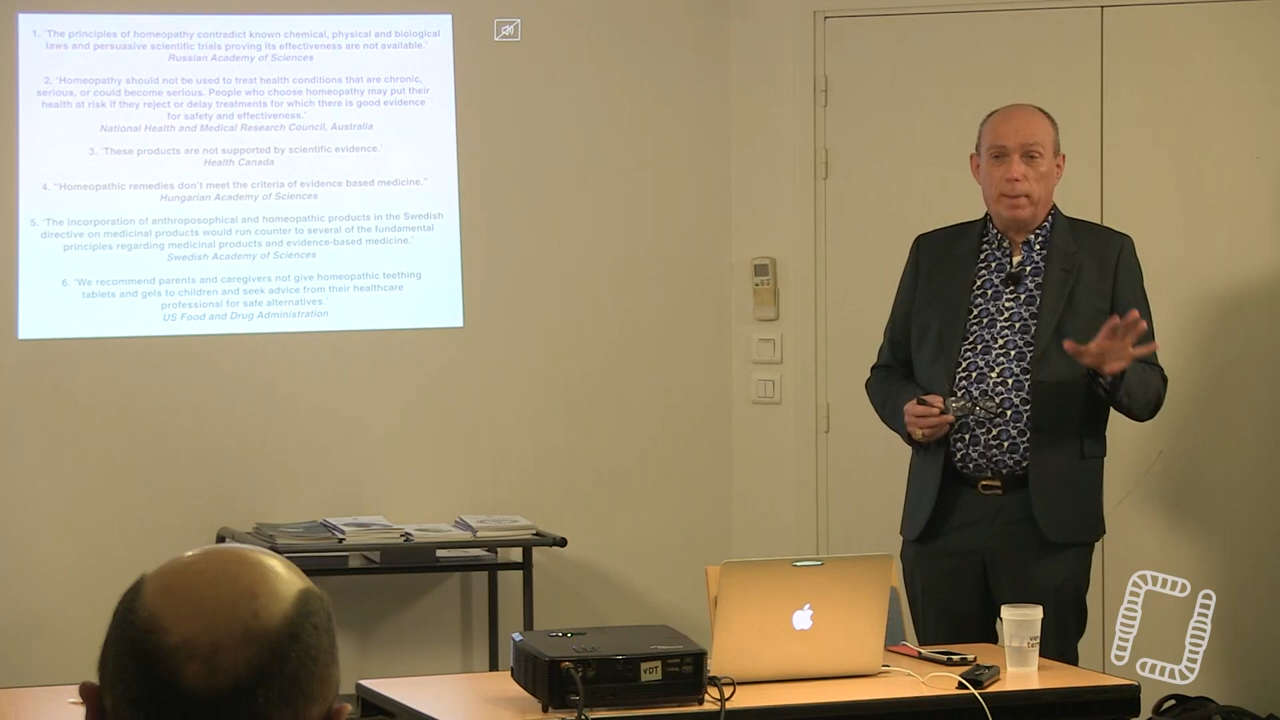 1. 'The principles of homeopathy contradict known chemical, physical and biological
laws and persuasive scientific trials proving its effectiveness are not available.'
Russian Academy of Sciences
2. 'Homeopathy should not be used to treat health conditions that are chronic,
serious, or could become serious. People who choose homeopathy may put their
health at risk if they reject or delay treatments for which there is good evidence
for safety and effectiveness.'
National Health and Medical Research Council, Australia
3. 'These products are not supported by scientific evidence.'
Health Canada
4. "Homeopathic remedies don't meet the criteria of evidence based medicine."
Hungarian Academy of Sciences
5. 'The incorporation of anthroposophical and homeopathic products in the Swedish
directive on medicinal products would run counter to several of the fundamental
principles regarding medicinal products and evidence-based medicine.'
Swedish Academy of Sciences
6. 'We recommend parents and caregivers not give homeopathic teething
tablets and gels to children and seek advice from their healthcare
professional for safe alternatives.'
US Food and Drug Administration
VDT